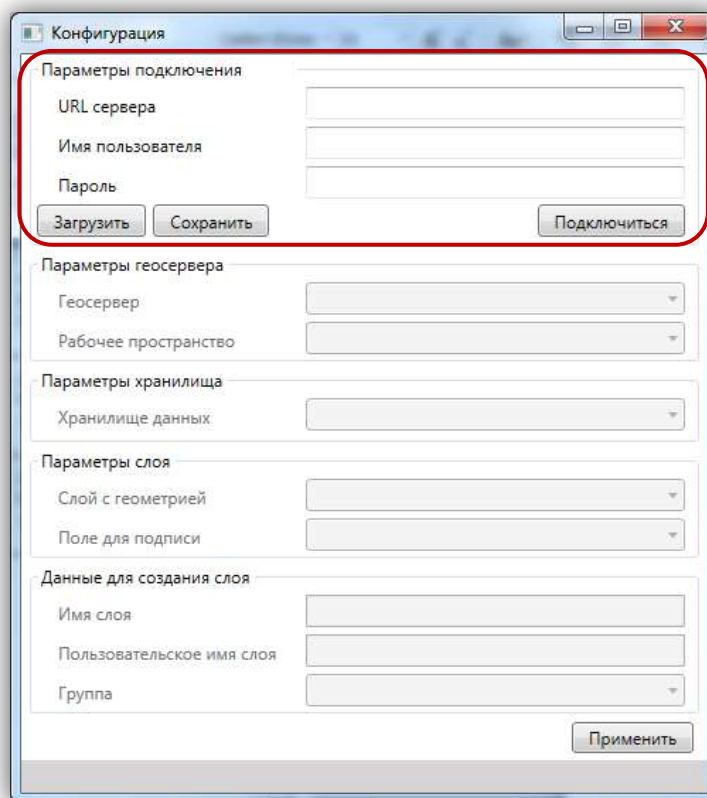 Конфигурация
Параметры подключения
URL сервера
Имя пользователя
Пароль
Загрузить Сохранить Подключиться
Параметры геосервера
Геосервер
Рабочее пространство
Параметры хранилища
Хранилище данных
Параметры слоя
Слой с геометрией
Поле для подписи
Данные для создания слоя
Имя слоя
Пользовательское имя слоя
Группа
Применить